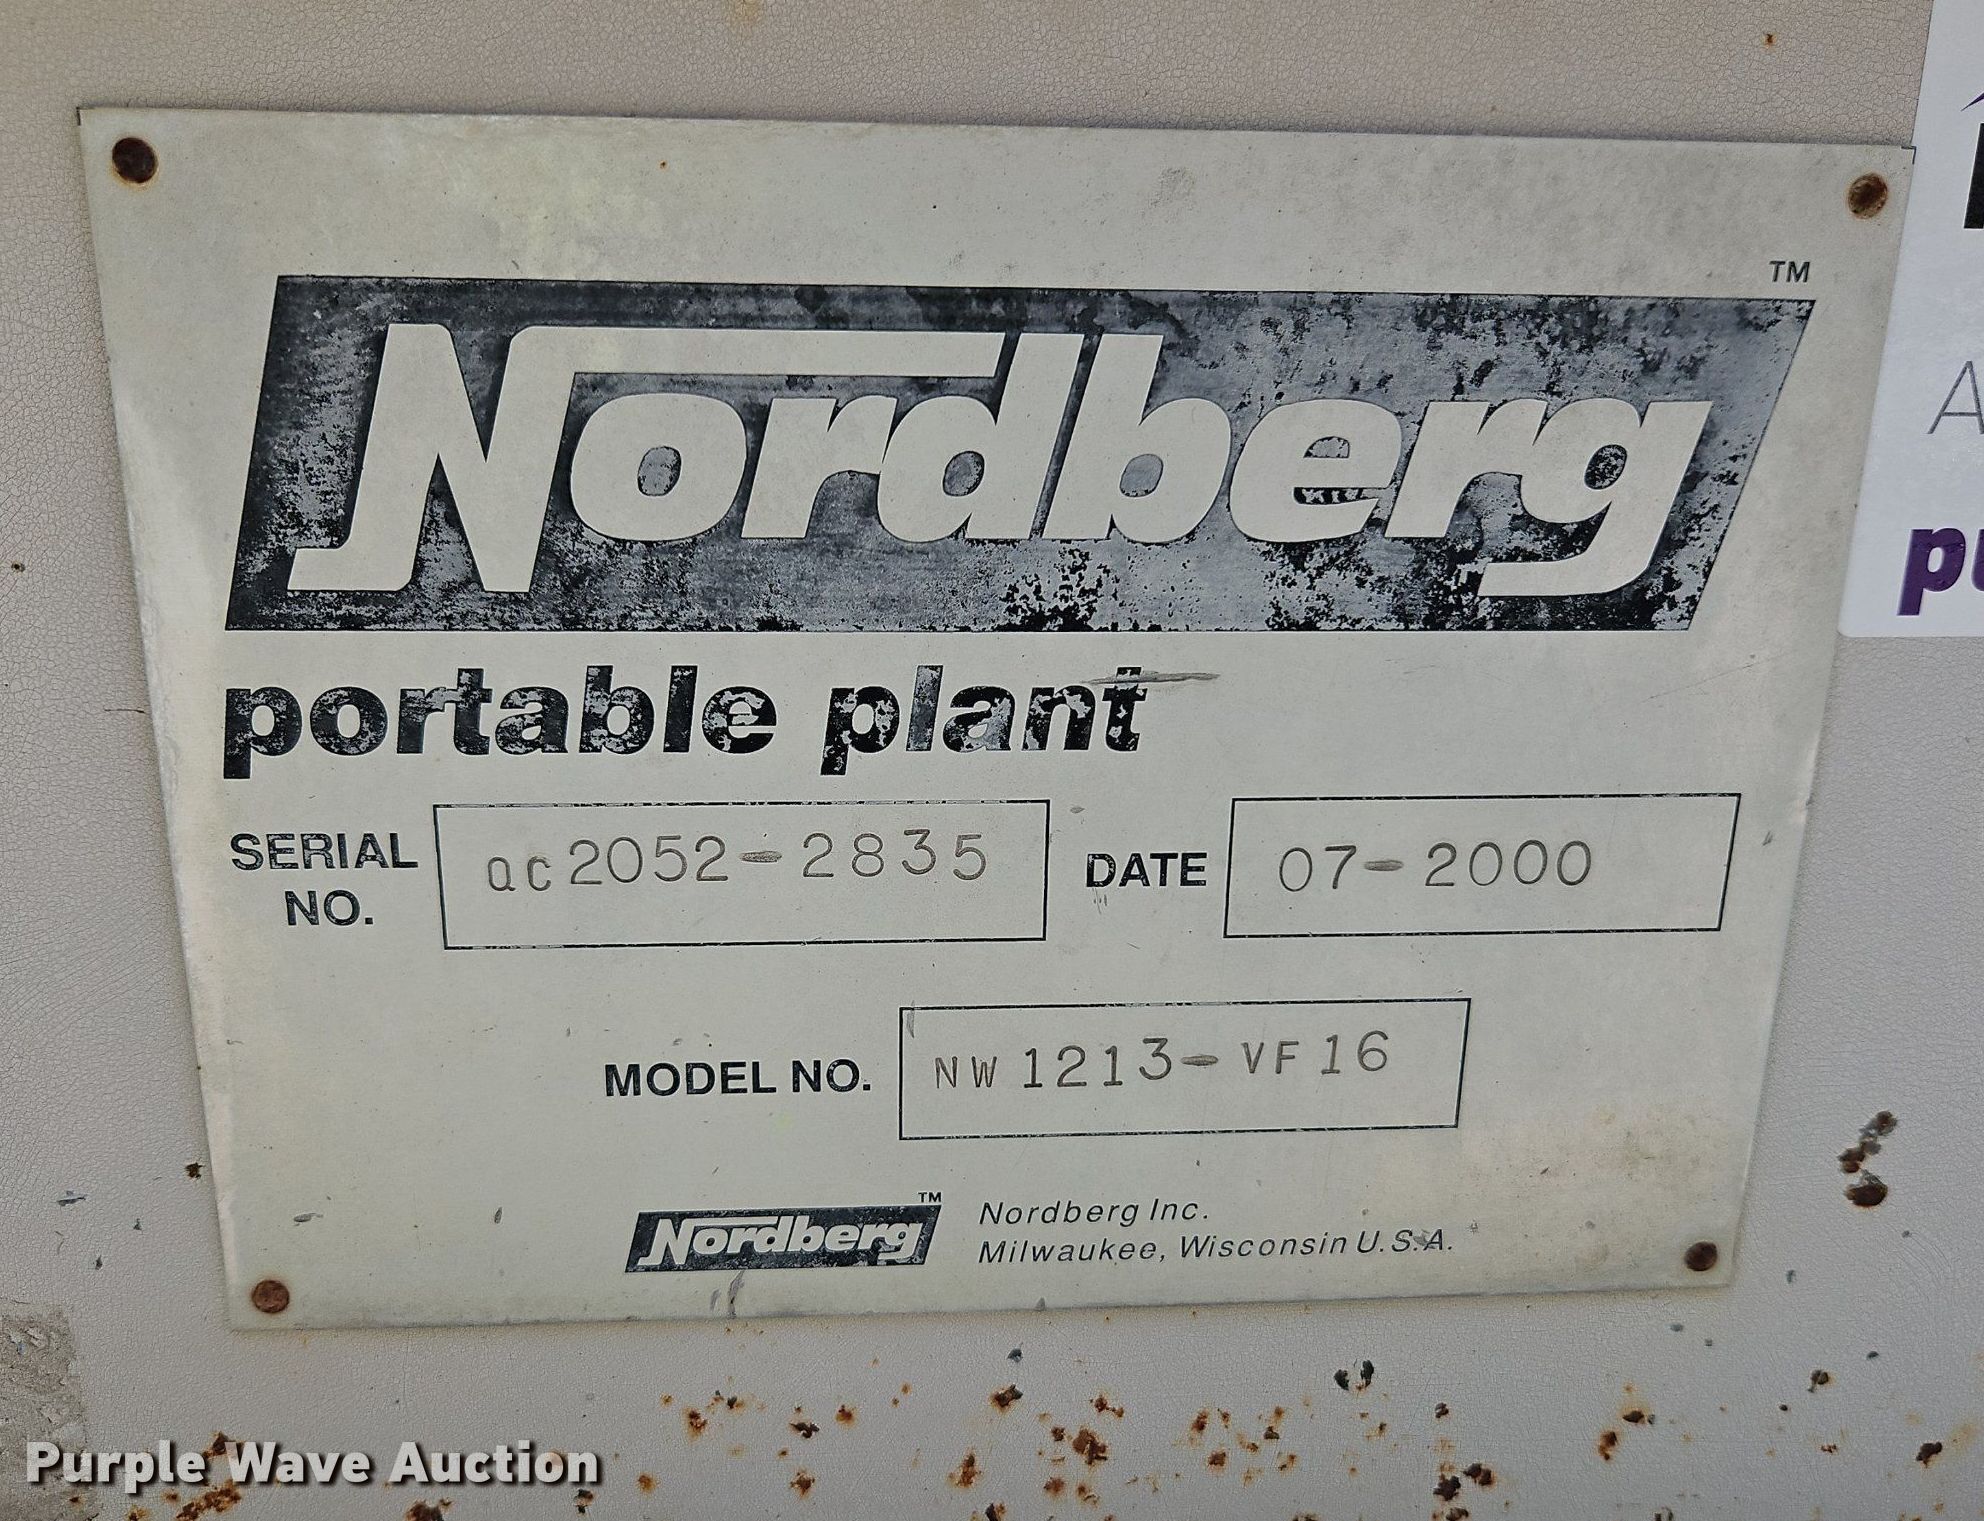 TM
Nordberg
portable plant
SERIAL NO. QC2052-2835 DATE 07-2000
MODEL NO. NW1213-VF16
Nordberg TM Nordberg Inc.
Milwaukee, Wisconsin U.S.A.
Purple Wave Auction